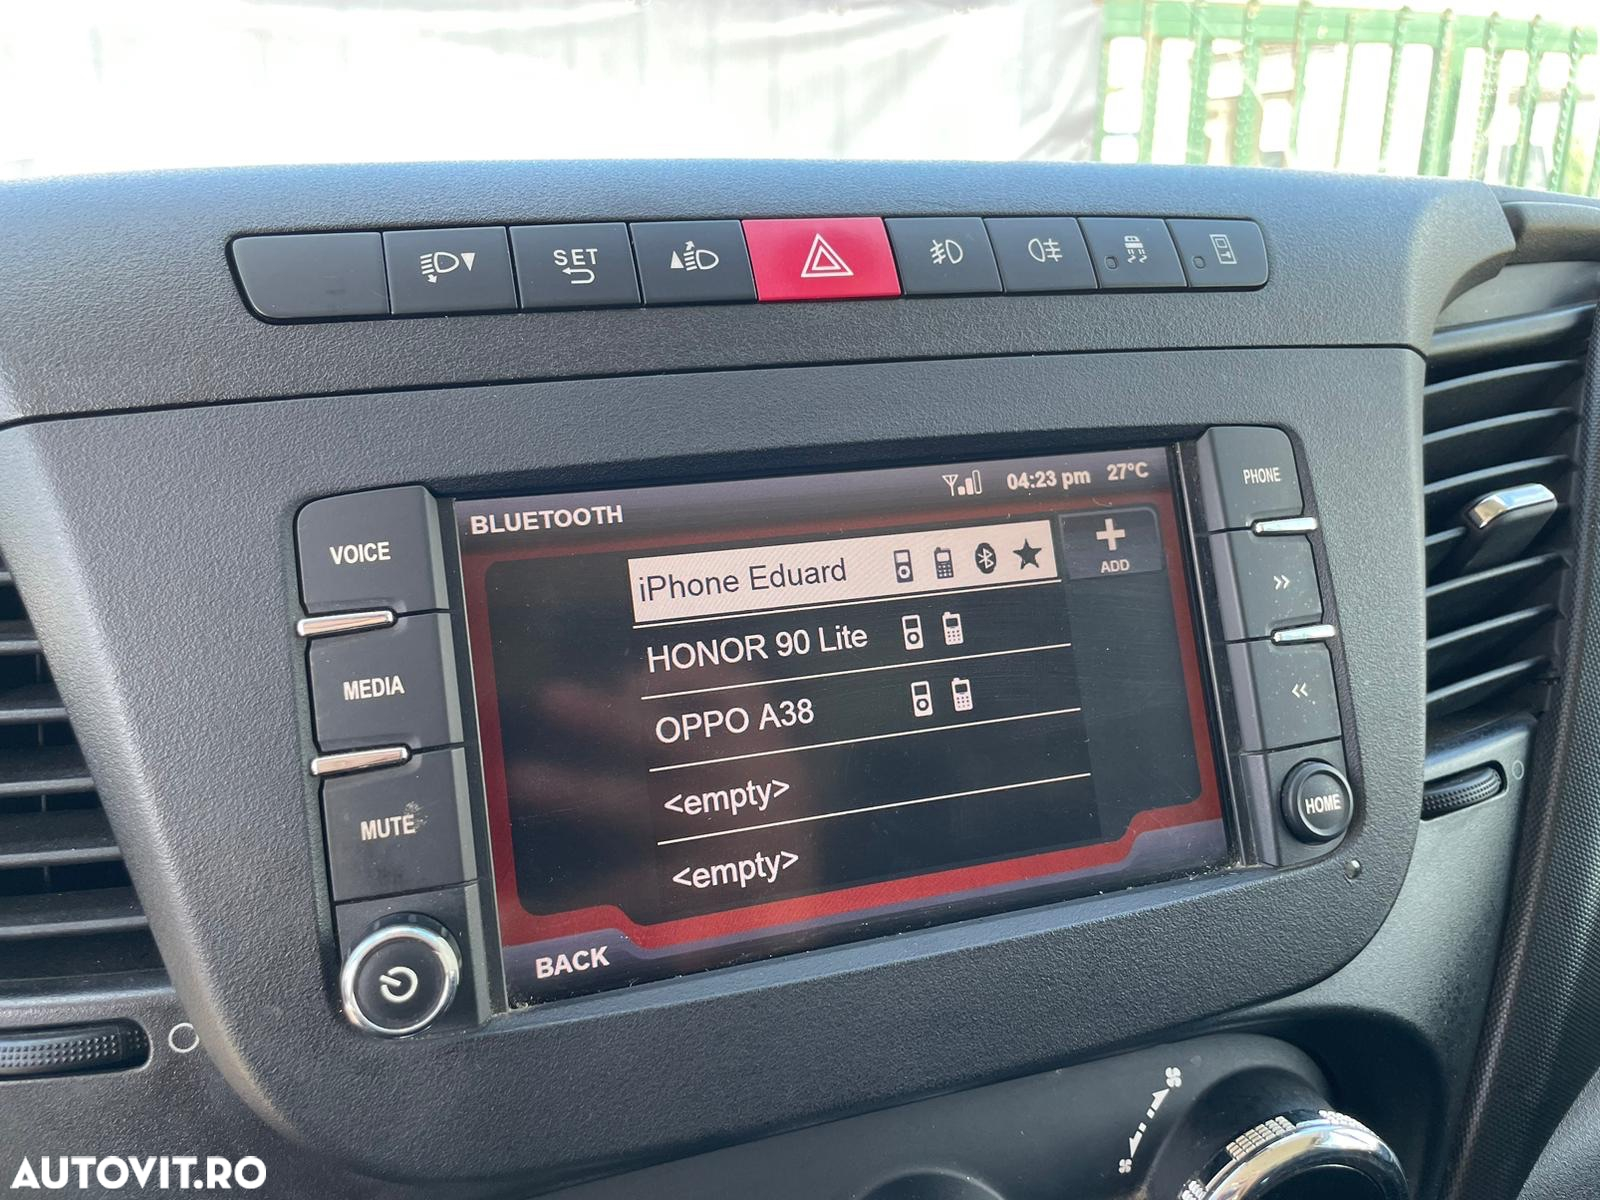 SET
04:23 pm 27°C
BLUETOOTH
VOICE
MEDIA
MUTE
iPhone Eduard
HONOR 90 Lite
OPPO A38
<empty>
<empty>
+
ADD
BACK
PHONE
>>
<<
HOME
AUTOVIT.RO